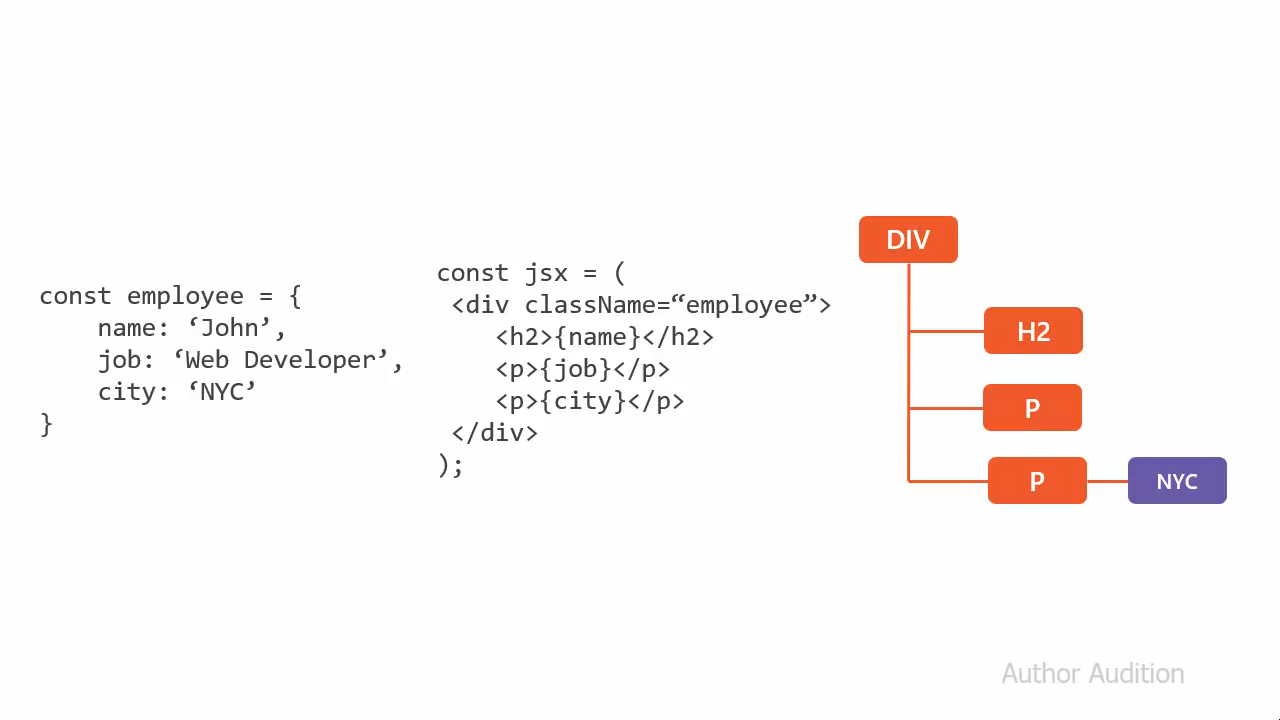 const employee = {
    name: ‘John’,
    job: ‘Web Developer’,
    city: ‘NYC’
}
const jsx = (
 <div className=“employee”>
    <h2>{name}</h2>
    <p>{job}</p>
    <p>{city}</p>
 </div>
);
DIV
H2
P
P
NYC
Author Audition